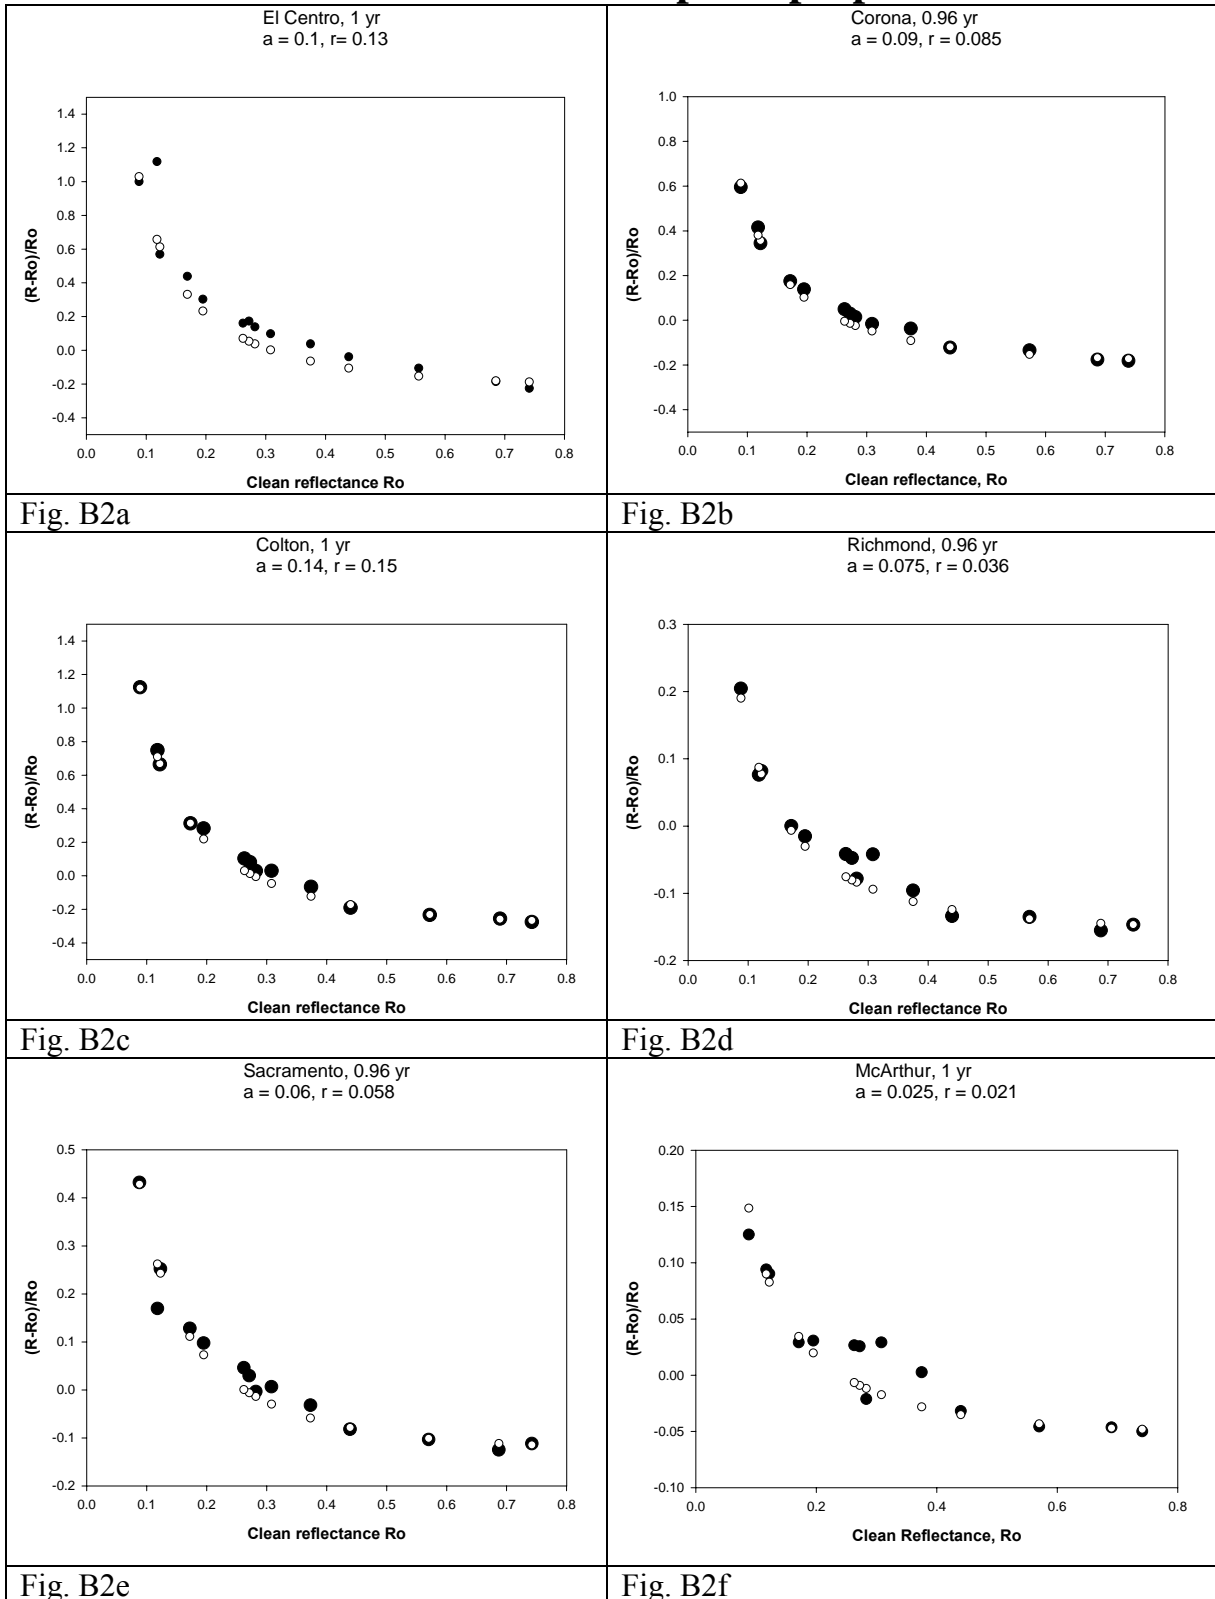 El Centro, 1 yr
a = 0.1, r= 0.13
(R-Ro)/Ro
1.4
1.2
1.0
0.8
0.6
0.4
0.2
0.0
-0.2
-0.4
0.0 0.1 0.2 0.3 0.4 0.5 0.6 0.7 0.8
Clean reflectance Ro
Fig. B2a
Corona, 0.96 yr
a = 0.09, r = 0.085
(R-Ro)/Ro
1.0
0.8
0.6
0.4
0.2
0.0
-0.2
-0.4
0.0 0.1 0.2 0.3 0.4 0.5 0.6 0.7 0.8
Clean reflectance, Ro
Fig. B2b
Colton, 1 yr
a = 0.14, r = 0.15
(R-Ro)/Ro
1.4
1.2
1.0
0.8
0.6
0.4
0.2
0.0
-0.2
-0.4
0.0 0.1 0.2 0.3 0.4 0.5 0.6 0.7 0.8
Clean reflectance Ro
Fig. B2c
Richmond, 0.96 yr
a = 0.075, r = 0.036
(R-Ro)/Ro
0.3
0.2
0.1
0.0
-0.1
-0.2
0.0 0.1 0.2 0.3 0.4 0.5 0.6 0.7 0.8
Clean reflectance Ro
Fig. B2d
Sacramento, 0.96 yr
a = 0.06, r = 0.058
(R-Ro)/Ro
0.5
0.4
0.3
0.2
0.1
0.0
-0.1
-0.2
0.0 0.1 0.2 0.3 0.4 0.5 0.6 0.7 0.8
Clean reflectance Ro
Fig. B2e
McArthur, 1 yr
a = 0.025, r = 0.021
(R-Ro)/Ro
0.20
0.15
0.10
0.05
0.00
-0.05
-0.10
0.0 0.2 0.4 0.6 0.8
Clean Reflectance, Ro
Fig. B2f